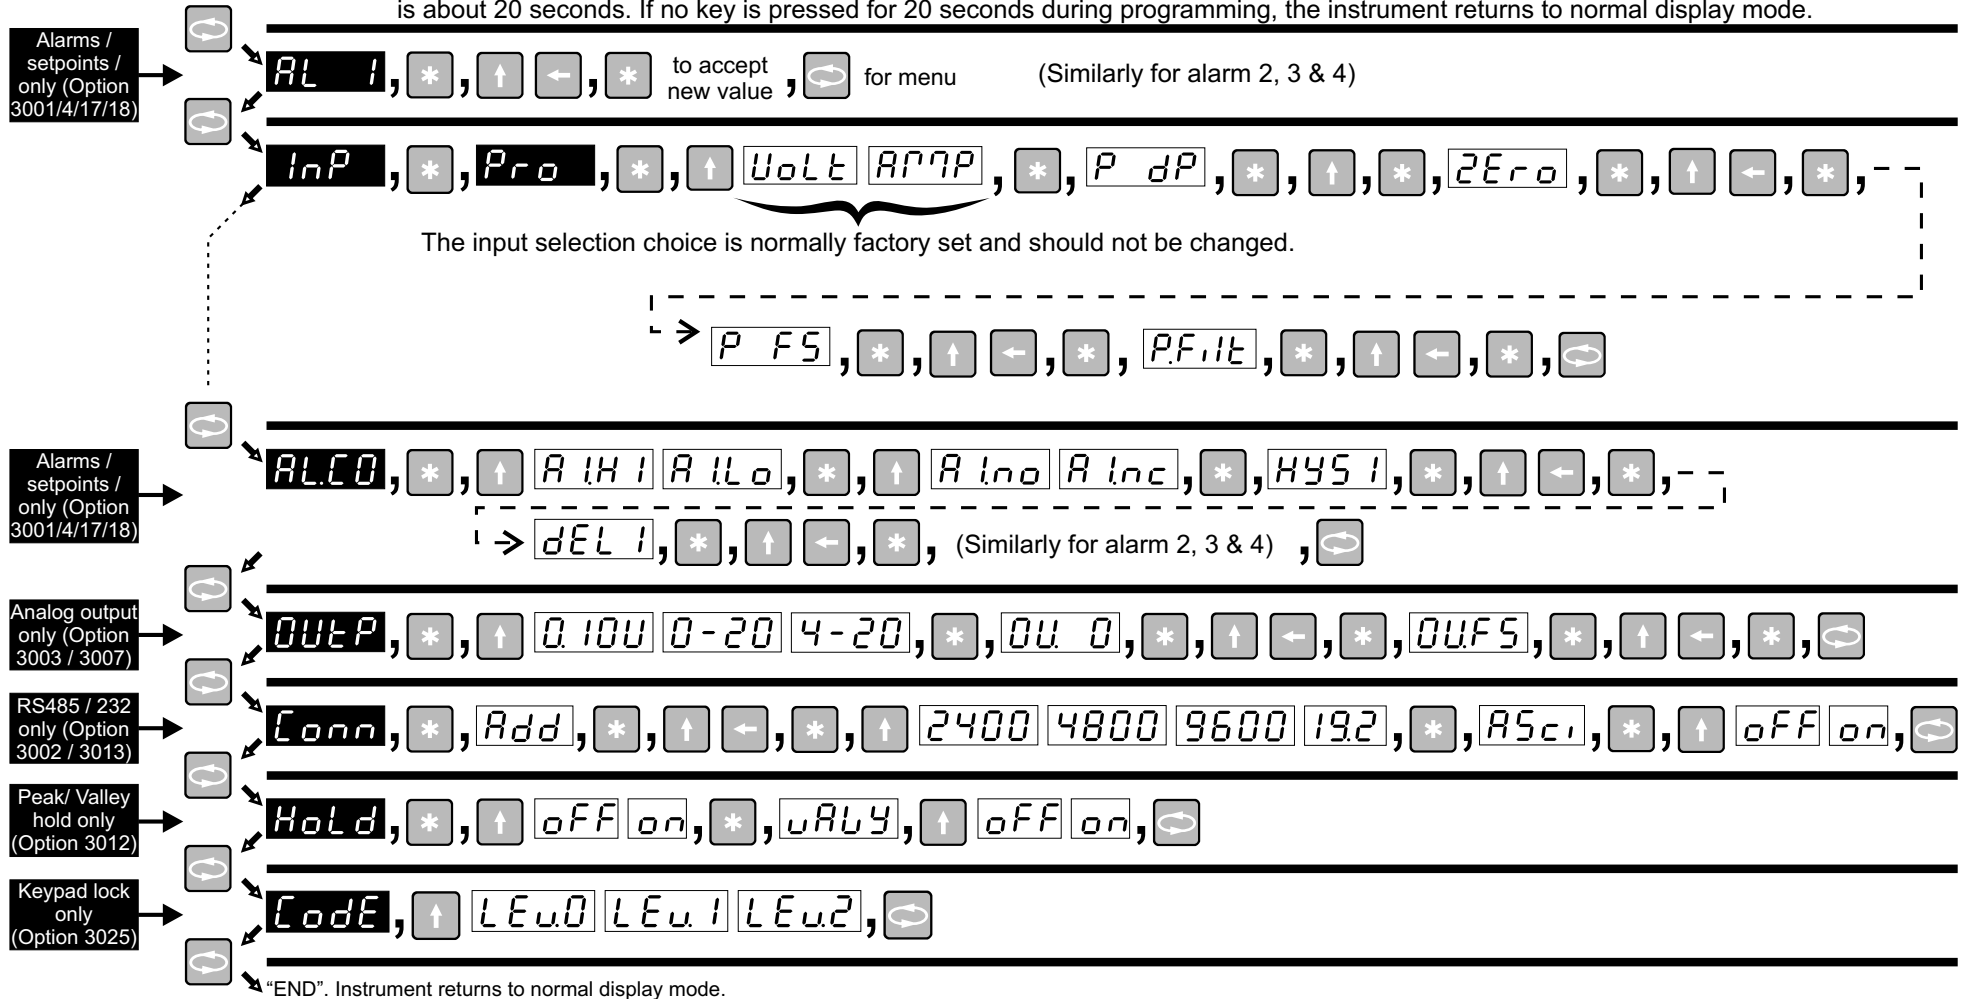 is about 20 seconds. If no key is pressed for 20 seconds during programming, the instrument returns to normal display mode.
Alarms /
setpoints /
only (Option
3001/4/17/18)
AL 1 , * , ↑ ← , * to accept
new value , for menu (Similarly for alarm 2, 3 & 4)
InP , * , Pro , * , ↑ VoLt AMP , * , P dP , * , ↑ , * , ZEro , * , ↑ ← , * ,
The input selection choice is normally factory set and should not be changed.
P FS , * , ↑ ← , * , P.FiLt , * , ↑ ← , * ,
Alarms /
setpoints /
only (Option
3001/4/17/18)
AL.CO , * , ↑ A1.HI A1.Lo , * , ↑ A1.no A1.nc , * , HYS1 , * , ↑ ← , * ,
dEL1 , * , ↑ ← , * , (Similarly for alarm 2, 3 & 4) ,
Analog output
only (Option
3003 / 3007)
OUtP , * , ↑ 0.10U 0-20 4-20 , * , OU. 0 , * , ↑ ← , * , OU.FS , * , ↑ ← , * ,
RS485 / 232
only (Option
3002 / 3013)
Conn , * , Add , * , ↑ ← , * , ↑ 2400 4800 9600 19.2 , * , ASci , * , ↑ oFF on ,
Peak/ Valley
hold only
(Option 3012)
HoLd , * , ↑ oFF on , * , vALY , ↑ oFF on ,
Keypad lock
only
(Option 3025)
CodE , ↑ LEv.0 LEv.1 LEv.2 ,
“END”. Instrument returns to normal display mode.